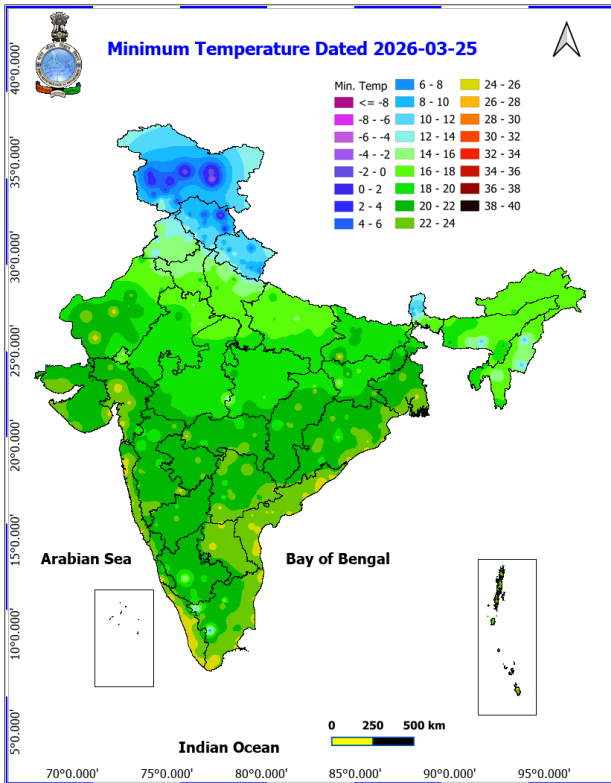 Minimum Temperature Dated 2026-03-25
Min. Temp
<= -8
-8 - -6
-6 - -4
-4 - -2
-2 - 0
0 - 2
2 - 4
4 - 6
6 - 8
8 - 10
10 - 12
12 - 14
14 - 16
16 - 18
18 - 20
20 - 22
22 - 24
24 - 26
26 - 28
28 - 30
30 - 32
32 - 34
34 - 36
36 - 38
38 - 40
40°0.000'
35°0.000'
30°0.000'
25°0.000'
20°0.000'
15°0.000'
10°0.000'
5°0.000'
Arabian Sea
Bay of Bengal
Indian Ocean
0 250 500 km
70°0.000' 75°0.000' 80°0.000' 85°0.000' 90°0.000' 95°0.000'